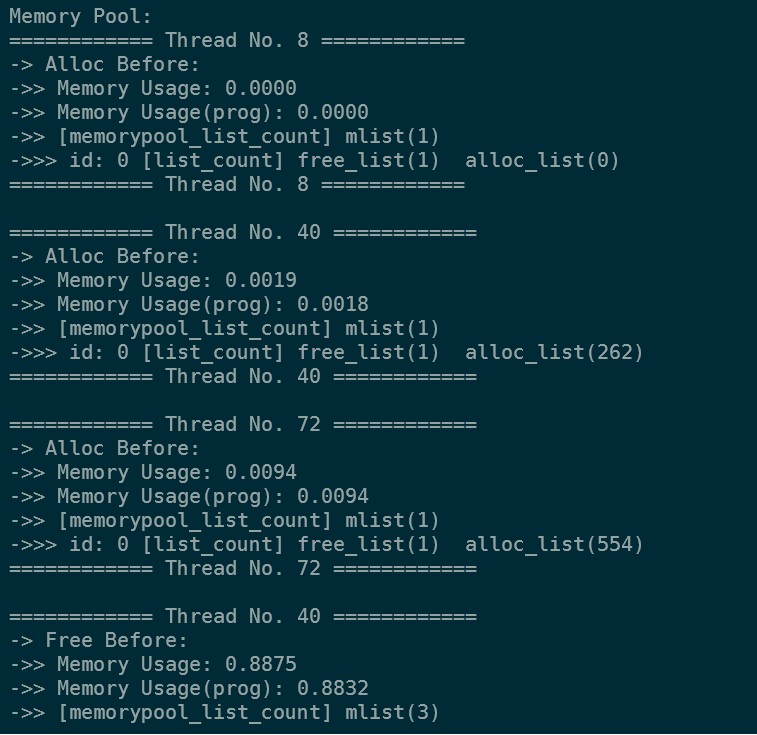 Memory Pool:
============ Thread No. 8 ============
-> Alloc Before:
->> Memory Usage: 0.0000
->> Memory Usage(prog): 0.0000
->> [memorypool_list_count] mlist(1)
->>> id: 0 [list_count] free_list(1)  alloc_list(0)
============ Thread No. 8 ============

============ Thread No. 40 ============
-> Alloc Before:
->> Memory Usage: 0.0019
->> Memory Usage(prog): 0.0018
->> [memorypool_list_count] mlist(1)
->>> id: 0 [list_count] free_list(1)  alloc_list(262)
============ Thread No. 40 ============

============ Thread No. 72 ============
-> Alloc Before:
->> Memory Usage: 0.0094
->> Memory Usage(prog): 0.0094
->> [memorypool_list_count] mlist(1)
->>> id: 0 [list_count] free_list(1)  alloc_list(554)
============ Thread No. 72 ============

============ Thread No. 40 ============
-> Free Before:
->> Memory Usage: 0.8875
->> Memory Usage(prog): 0.8832
->> [memorypool_list_count] mlist(3)